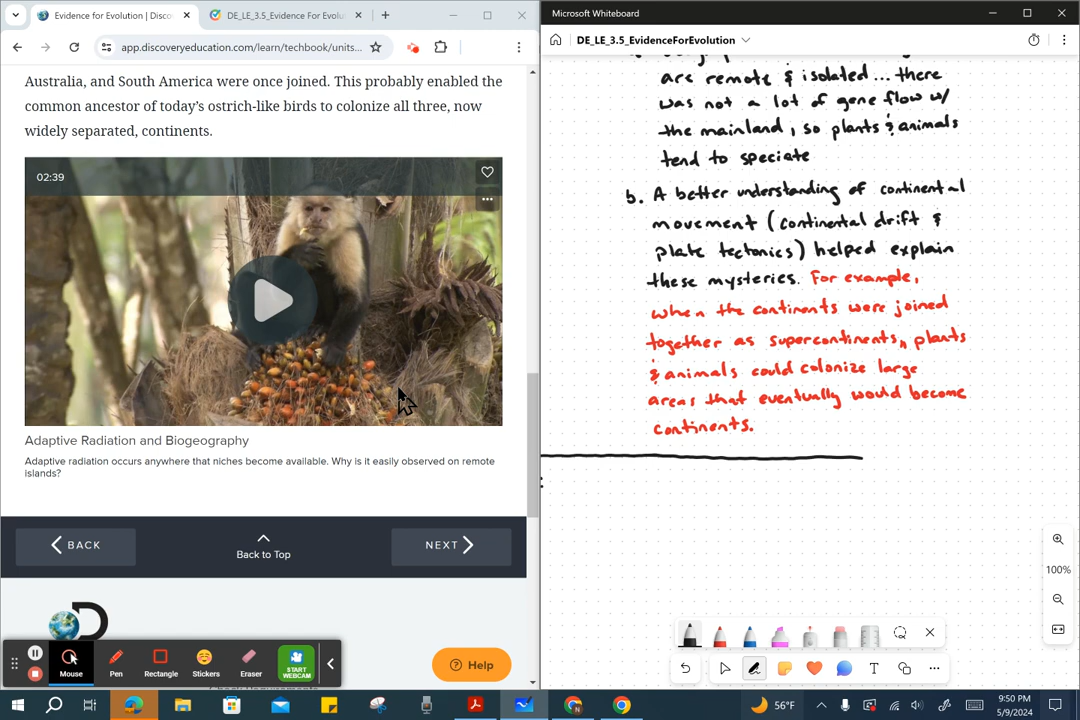 Evidence for Evolution | Disco
DE_LE_3.5_Evidence For Evolu
Microsoft Whiteboard
app.discoveryeducation.com/learn/techbook/units...
DE_LE_3.5_EvidenceForEvolution
Australia, and South America were once joined. This probably enabled the
common ancestor of today's ostrich-like birds to colonize all three, now
widely separated, continents.
02:39
Adaptive Radiation and Biogeography
Adaptive radiation occurs anywhere that niches become available. Why is it easily observed on remote
islands?
BACK
Back to Top
NEXT
Mouse
Pen
Rectangle
Stickers
Eraser
START
WEBCAM
Help
are remote & isolated... there
was not a lot of gene flow w/
the mainland, so plants & animals
tend to speciate
b. A better understanding of continental
movement (continental drift &
plate tectonics) helped explain
these mysteries. For example,
when the continents were joined
together as supercontinents, plants
& animals could colonize large
areas that eventually would become
continents.
:
100%
T
56°F
9:50 PM
5/9/2024